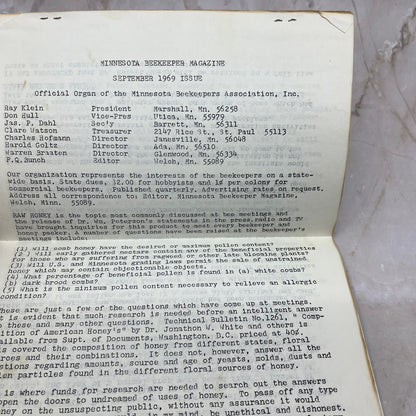 MINNESOTA BEEKEEPER MAGAZINE
SEPTEMBER 1969 ISSUE
Official Organ of the Minnesota Beekeepers Association, Inc.
Ray Klein President Marshall, Mn. 56258
Don Hull Vice-Pres Utica, Mn. 55979
Jas. P. Dahl Sec'y Barrett, Mn. 56311
Clare Watson Treasurer 2147 Rice St., St. Paul 55113
Charles Hofmann Director Janesville, Mn. 56048
Harold Goltz Director Ada, Mn. 56510
Warren Braaten Director Glenwood, Mn. 56334
P.Q. Bunch Editor Welch, Mn. 55089
Our organization represents the interests of the beekeepers on a state-
wide basis. State dues, $2.00 for hobbyists and 1¢ per colony for
commercial beekeepers. Published quarterly. Advertising rates on request.
Address all correspondence to: Editor, Minnesota Beekeeper Magazine,
Welch, Minn. 55089.
RAW HONEY is the topic most commonly discussed at bee meetings and
the release of Dr. Wm. Peterson's statements in the press, radio and TV
have brought inquiries for this product to most every beekeeper and
honey packer. A number of questions have been raised at the beekeeper's
meetings include:
(1) Will comb honey have the desired or maximum pollen content?
(2) Will early gathered nectars contain any of the beneficial properties
for those who are suffering from ragweed or other late blooming plants?
(3) Will U.S. and Minnesota grading laws permit the sale of unstrained
honey which may contain objectionable objects.
(4) What percentage of beneficial pollen is found in (a) white combs?
(b) dark brood combs?
(5) What is the minimum pollen content necessary to relieve an allergic
condition?
These are just a few of the questions which have come up at meetings.
t is evident that much research is needed before an intelligent answer
these and many other questions. Technical Bulletin No.1261, " Comp-
ition of American Honey's" by Dr. Jonathon W. White and others is
ailable from Supt. of Documents, Washington, D.C. priced at 40¢.
s covered the composition of honey from different states, floral
urces and their combinations. It does not, however, answer all the
stions regarding amounts, source and age of yeasts, molds, dusts and
en particles found in the different floral sources of honey.
is where funds for research are needed to search out the answers
open the doors to undreamed of uses of honey. To pass off any type
oney on the unsuspecting public, without any assurance it would
be unethical and dishonest.